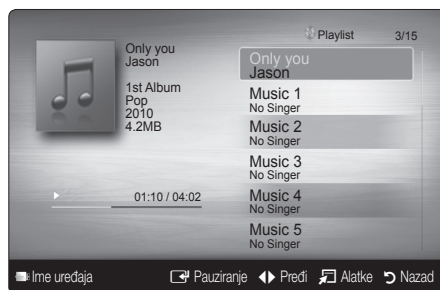 Only you
Jason
1st Album
Pop
2010
4.2MB
01:10 / 04:02
Playlist 3/15
Only you
Jason
Music 1
No Singer
Music 2
No Singer
Music 3
No Singer
Music 4
No Singer
Music 5
No Singer
Ime uređaja Pauziranje Pređi Alatke Nazad